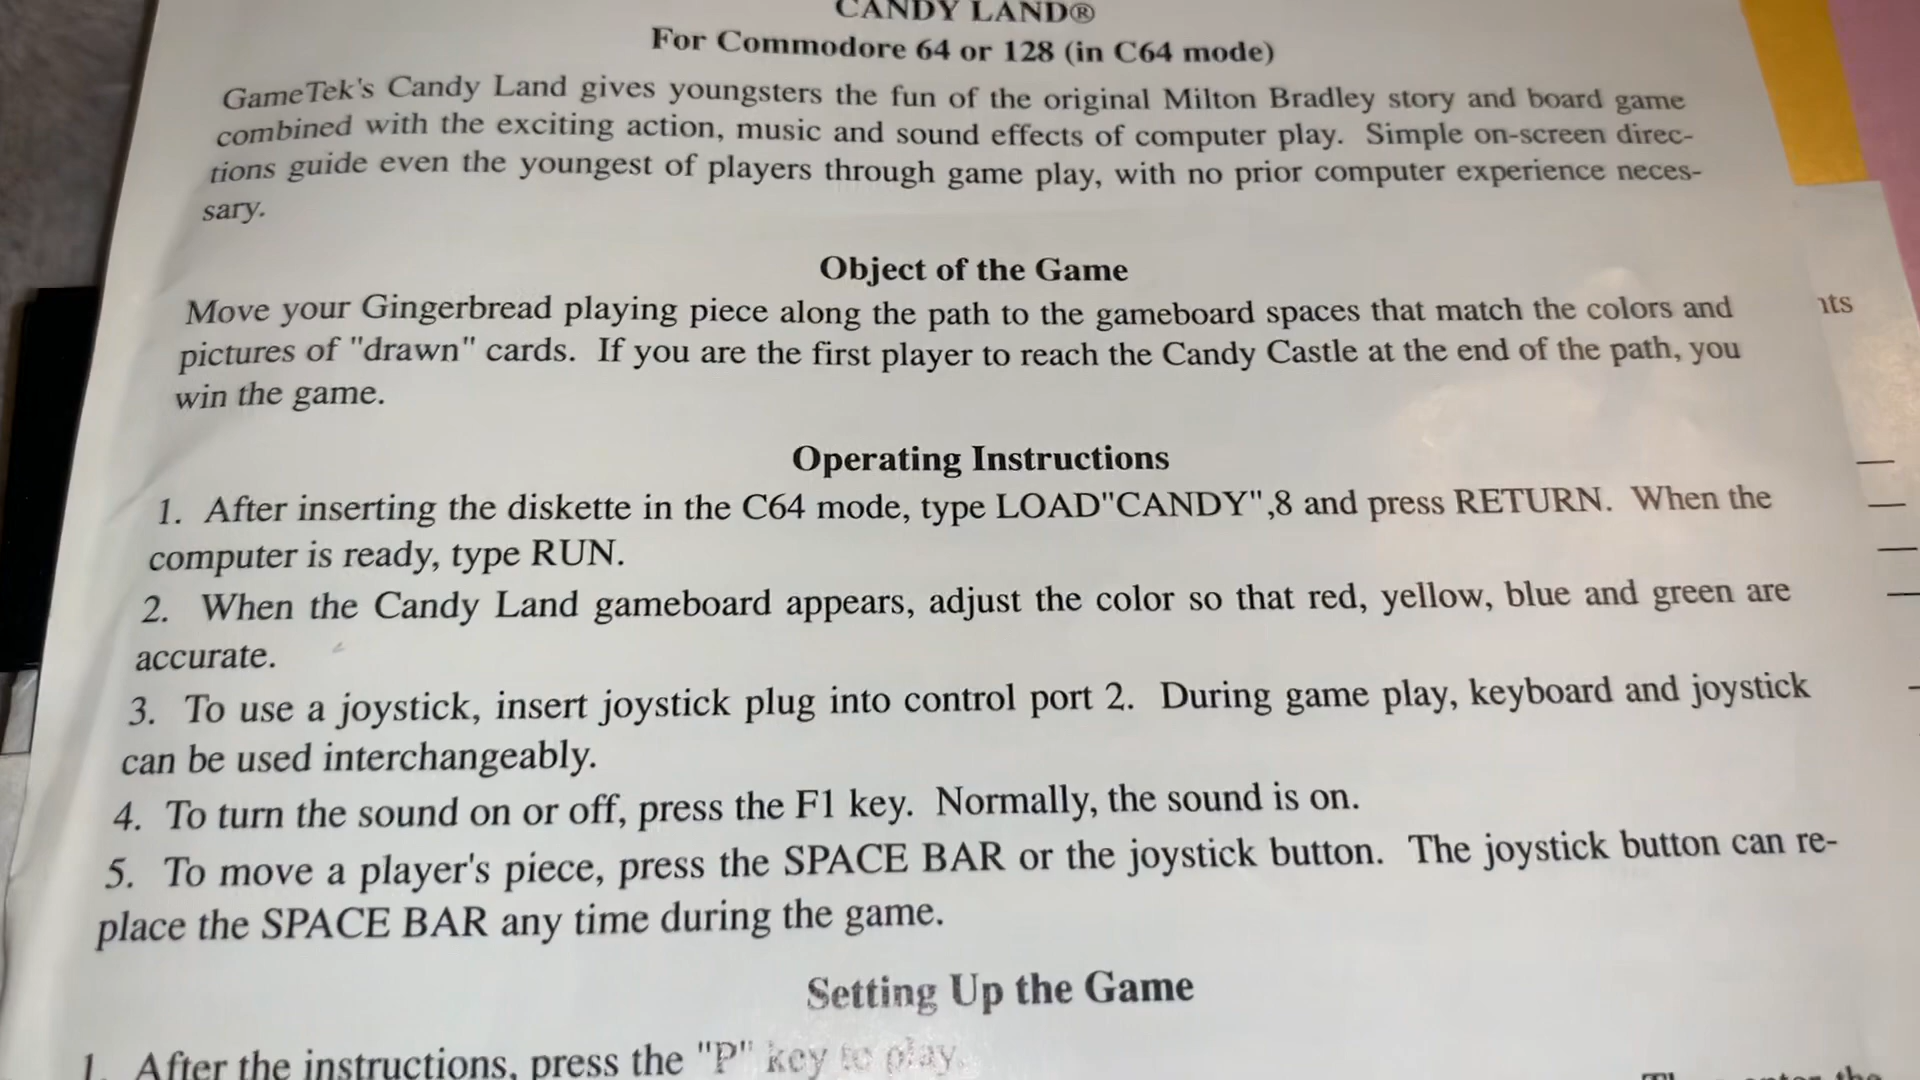 CANDY LAND®
For Commodore 64 or 128 (in C64 mode)
GameTek's Candy Land gives youngsters the fun of the original Milton Bradley story and board game
combined with the exciting action, music and sound effects of computer play. Simple on-screen direc-
tions guide even the youngest of players through game play, with no prior computer experience neces-
sary.
Object of the Game
Move your Gingerbread playing piece along the path to the gameboard spaces that match the colors and
pictures of "drawn" cards. If you are the first player to reach the Candy Castle at the end of the path, you
win the game.
Operating Instructions
1. After inserting the diskette in the C64 mode, type LOAD"CANDY",8 and press RETURN. When the
computer is ready, type RUN.
2. When the Candy Land gameboard appears, adjust the color so that red, yellow, blue and green are
accurate.
3. To use a joystick, insert joystick plug into control port 2. During game play, keyboard and joystick
can be used interchangeably.
4. To turn the sound on or off, press the F1 key. Normally, the sound is on.
5. To move a player's piece, press the SPACE BAR or the joystick button. The joystick button can re-
place the SPACE BAR any time during the game.
Setting Up the Game
1. After the instructions, press the "P" key to play.
the